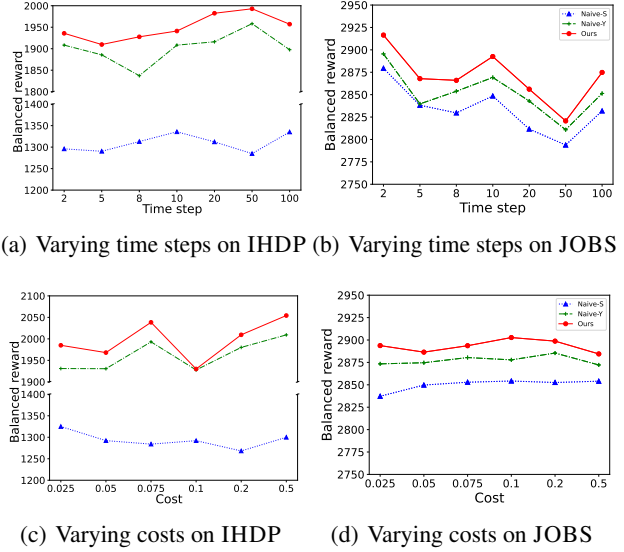 2000
1950
1900
1850
1800
1400
1350
1300
1250
1200
Balanced reward
2 5 8 10 20 50 100
Time step
2950
2925
2900
2875
2850
2825
2800
2775
2750
Balanced reward
Naive-S
Naive-Y
Ours
2 5 8 10 20 50 100
Time step
(a) Varying time steps on IHDP (b) Varying time steps on JOBS
2100
2050
2000
1950
1900
1400
1350
1300
1250
1200
Balanced reward
0.025 0.05 0.075 0.1 0.2 0.5
Cost
2950
2925
2900
2875
2850
2825
2800
2775
2750
Balanced reward
Naive-S
Naive-Y
Ours
0.025 0.05 0.075 0.1 0.2 0.5
Cost
(c) Varying costs on IHDP (d) Varying costs on JOBS